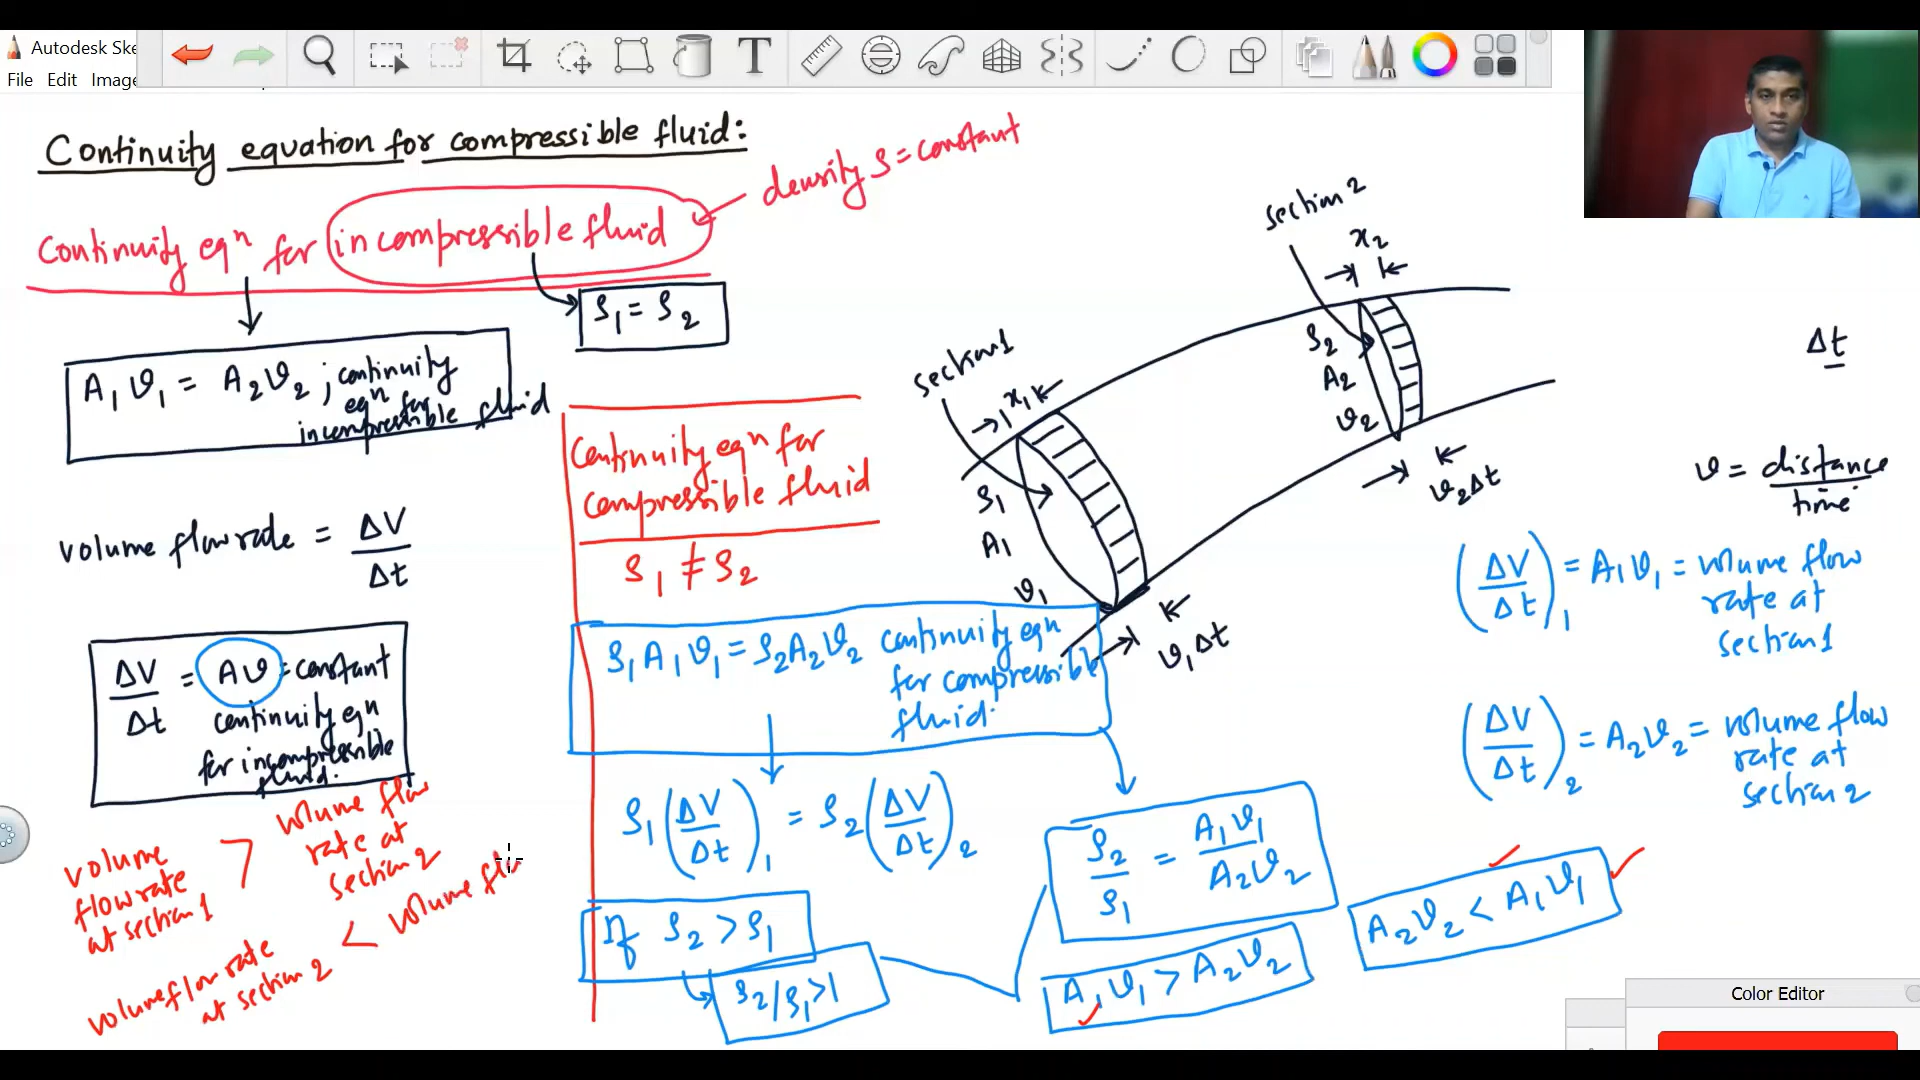 Autodesk Ske
File Edit Image
T
Continuity equation for compressible fluid:
density ρ = constant
Continuity eqⁿ for incompressible fluid
ρ₁ = ρ₂
A₁ v₁ = A₂ v₂ ; continuity
eqⁿ for
incompressible fluid
volume flow rate = ΔV
Δt
ΔV
Δt
= A v = constant
continuity eqn
for incompressible
fluid.
volume
flow rate
at section 1
>
volume flow
rate at
section 2
volume flow rate
at section 2
< volume flo
Continuity eqⁿ for
compressible fluid
ρ₁ ≠ ρ₂
ρ₁ A₁ v₁ = ρ₂ A₂ v₂ continuity eqn
for compressible
fluid.
ρ₁ (ΔV/Δt)₁ = ρ₂ (ΔV/Δt)₂
If ρ₂ > ρ₁
ρ₂/ρ₁ > 1
ρ₂/ρ₁ = A₁ v₁/A₂ v₂
A₁ v₁ > A₂ v₂
A₂ v₂ < A₁ v₁
section 1
x₁
ρ₁
A₁
v₁
v₁ Δt
section 2
x₂
ρ₂
A₂
v₂
v₂ Δt
Δt
v = distance
time
(ΔV/Δt)₁ = A₁ v₁ = volume flow
rate at
section 1
(ΔV/Δt)₂ = A₂ v₂ = volume flow
rate at
section 2
Color Editor